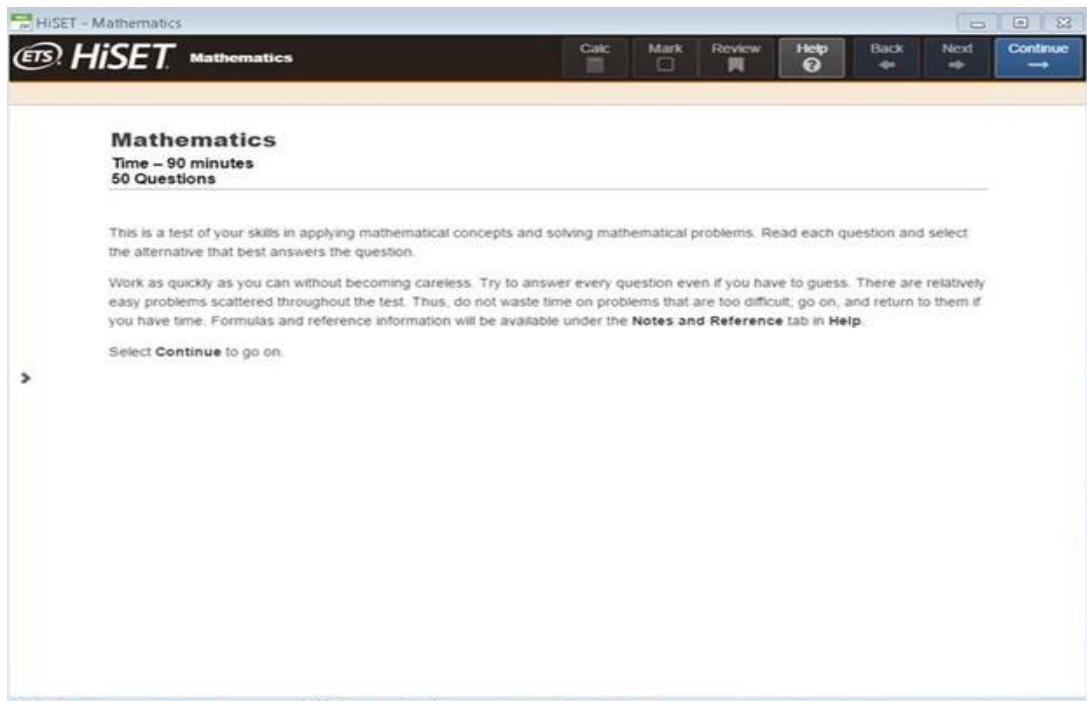 HiSET - Mathematics
ETS HiSET Mathematics
Calc Mark Review Help Back Next Continue
Mathematics
Time – 90 minutes
50 Questions
This is a test of your skills in applying mathematical concepts and solving mathematical problems. Read each question and select
the alternative that best answers the question.
Work as quickly as you can without becoming careless. Try to answer every question even if you have to guess. There are relatively
easy problems scattered throughout the test. Thus, do not waste time on problems that are too difficult; go on, and return to them if
you have time. Formulas and reference information will be available under the Notes and Reference tab in Help.
Select Continue to go on.